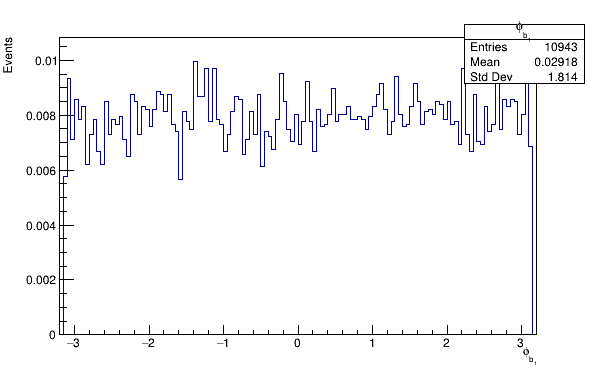 ϕ_b₁
Events
Entries 10943
Mean 0.02918
Std Dev 1.814
0.01
0.008
0.006
0.004
0.002
0
−3 −2 −1 0 1 2 3
ϕ_b₁